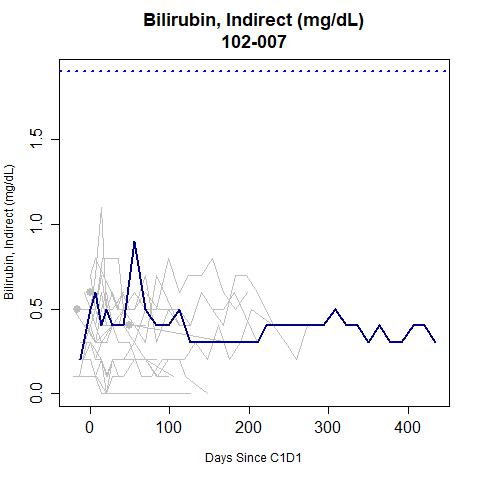 Bilirubin, Indirect (mg/dL)
102-007
Bilirubin, Indirect (mg/dL)
1.5
1.0
0.5
0.0
0 100 200 300 400
Days Since C1D1